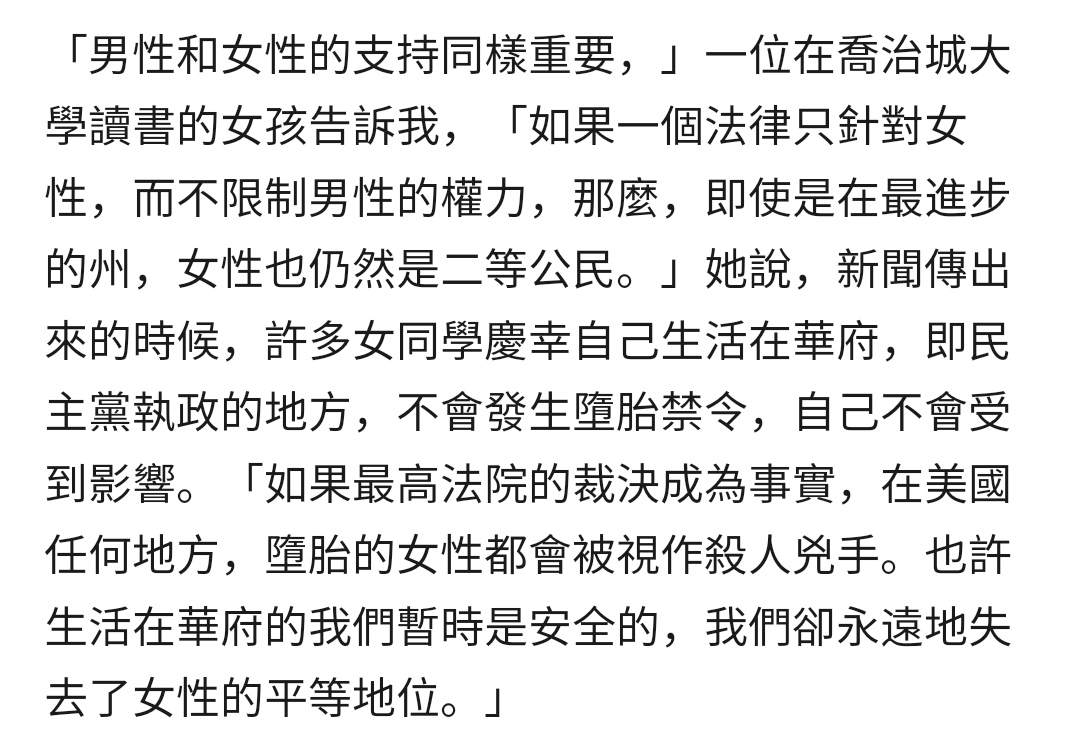 「男性和女性的支持同樣重要，」一位在喬治城大
學讀書的女孩告訴我，「如果一個法律只針對女
性，而不限制男性的權力，那麼，即使是在最進步
的州，女性也仍然是二等公民。」她說，新聞傳出
來的時候，許多女同學慶幸自己生活在華府，即民
主黨執政的地方，不會發生墮胎禁令，自己不會受
到影響。「如果最高法院的裁決成為事實，在美國
任何地方，墮胎的女性都會被視作殺人兇手。也許
生活在華府的我們暫時是安全的，我們卻永遠地失
去了女性的平等地位。」